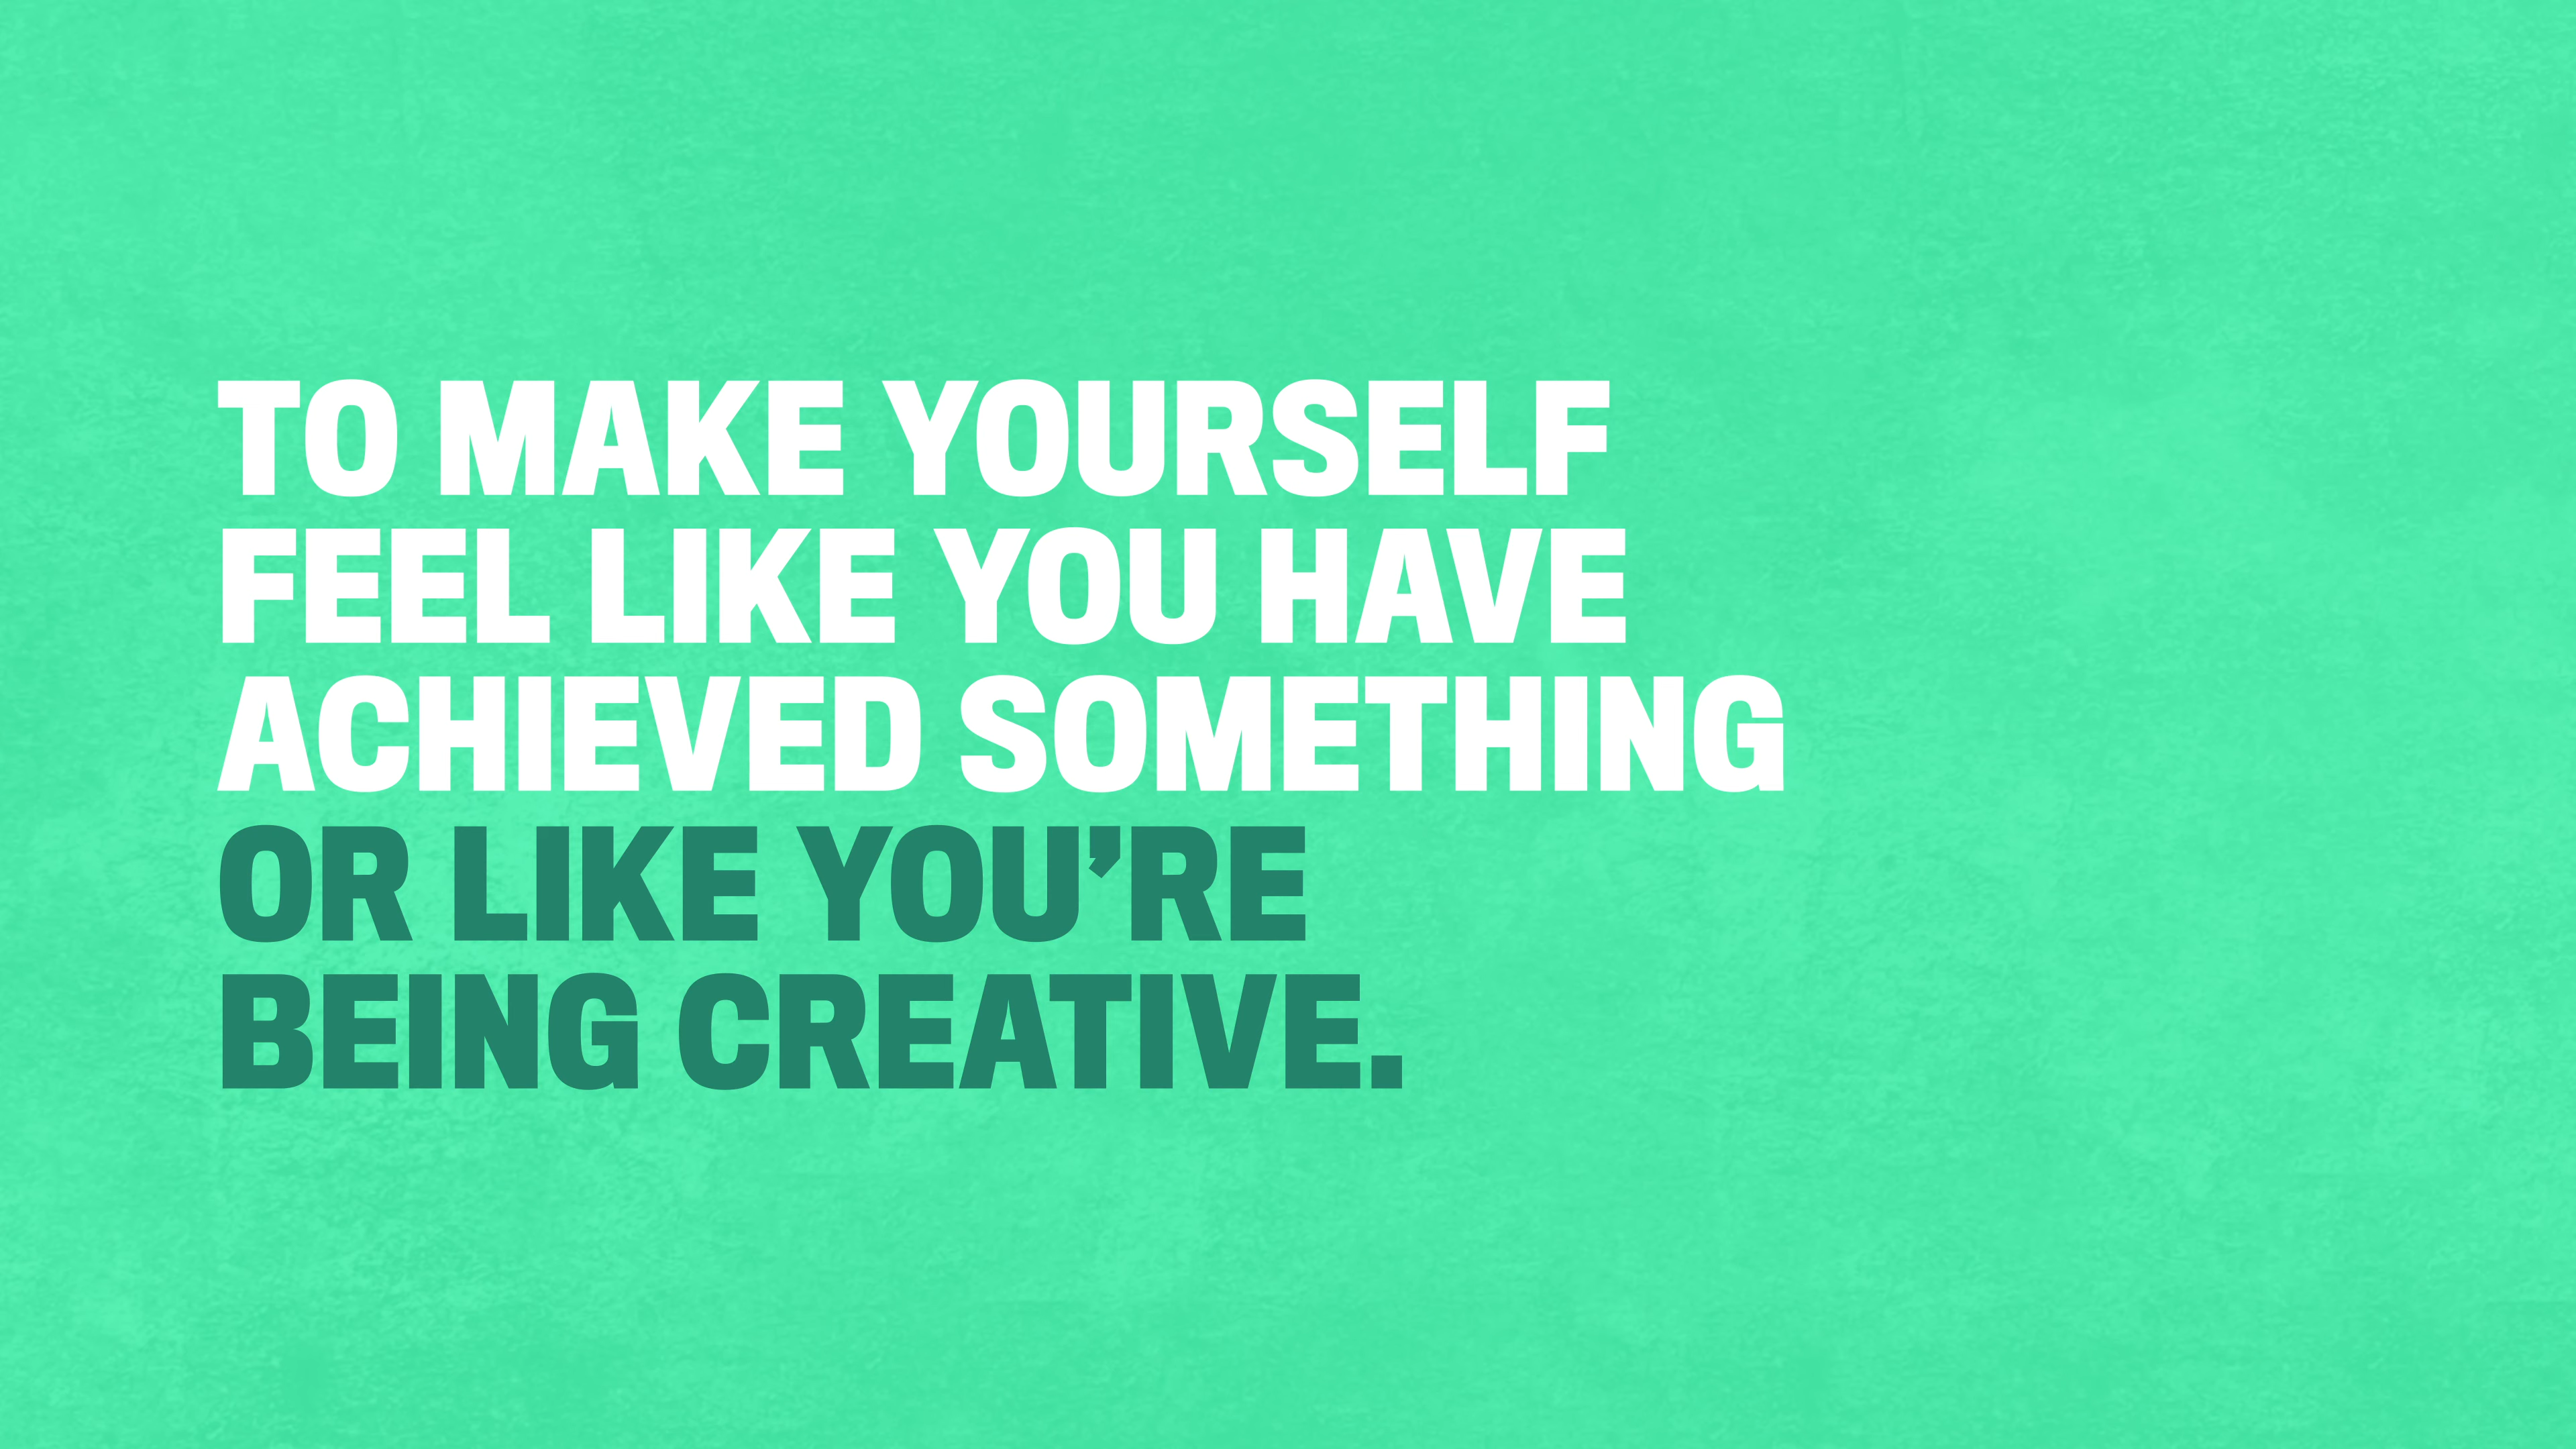 TO MAKE YOURSELF
FEEL LIKE YOU HAVE
ACHIEVED SOMETHING
OR LIKE YOU’RE
BEING CREATIVE.